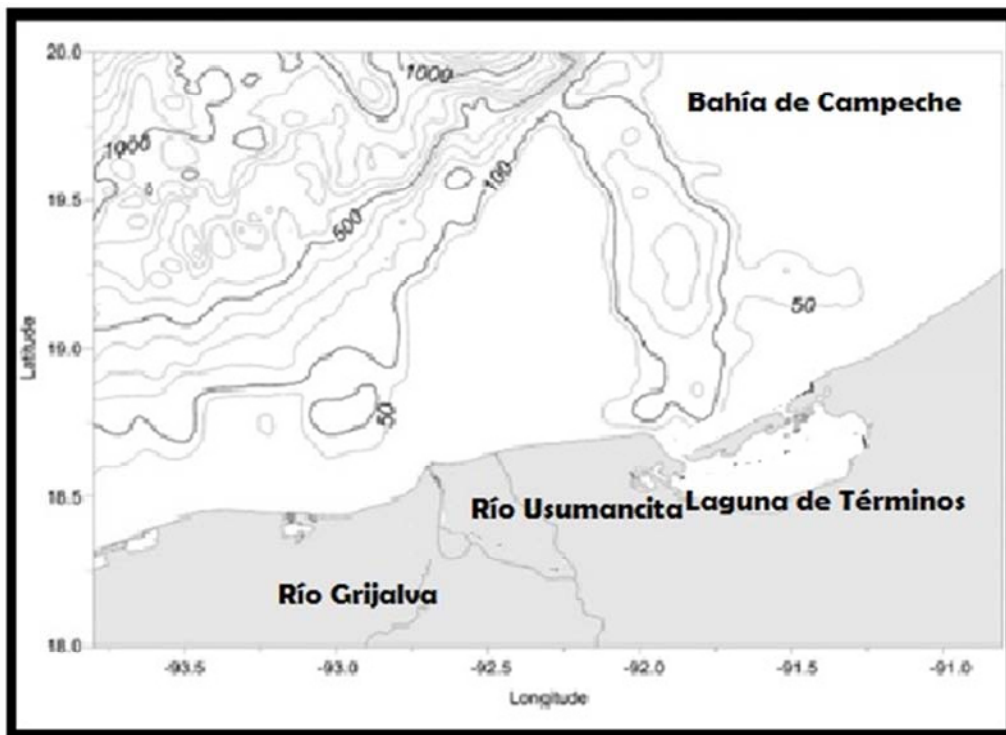 20.0
1000
Bahía de Campeche
1000
19.5
100
500
50
Latitude
19.0
50
18.5
Río Usumancita
Laguna de Términos
Río Grijalva
18.0
-93.5
-93.0
-92.5
-92.0
-91.5
-91.0
Longitude